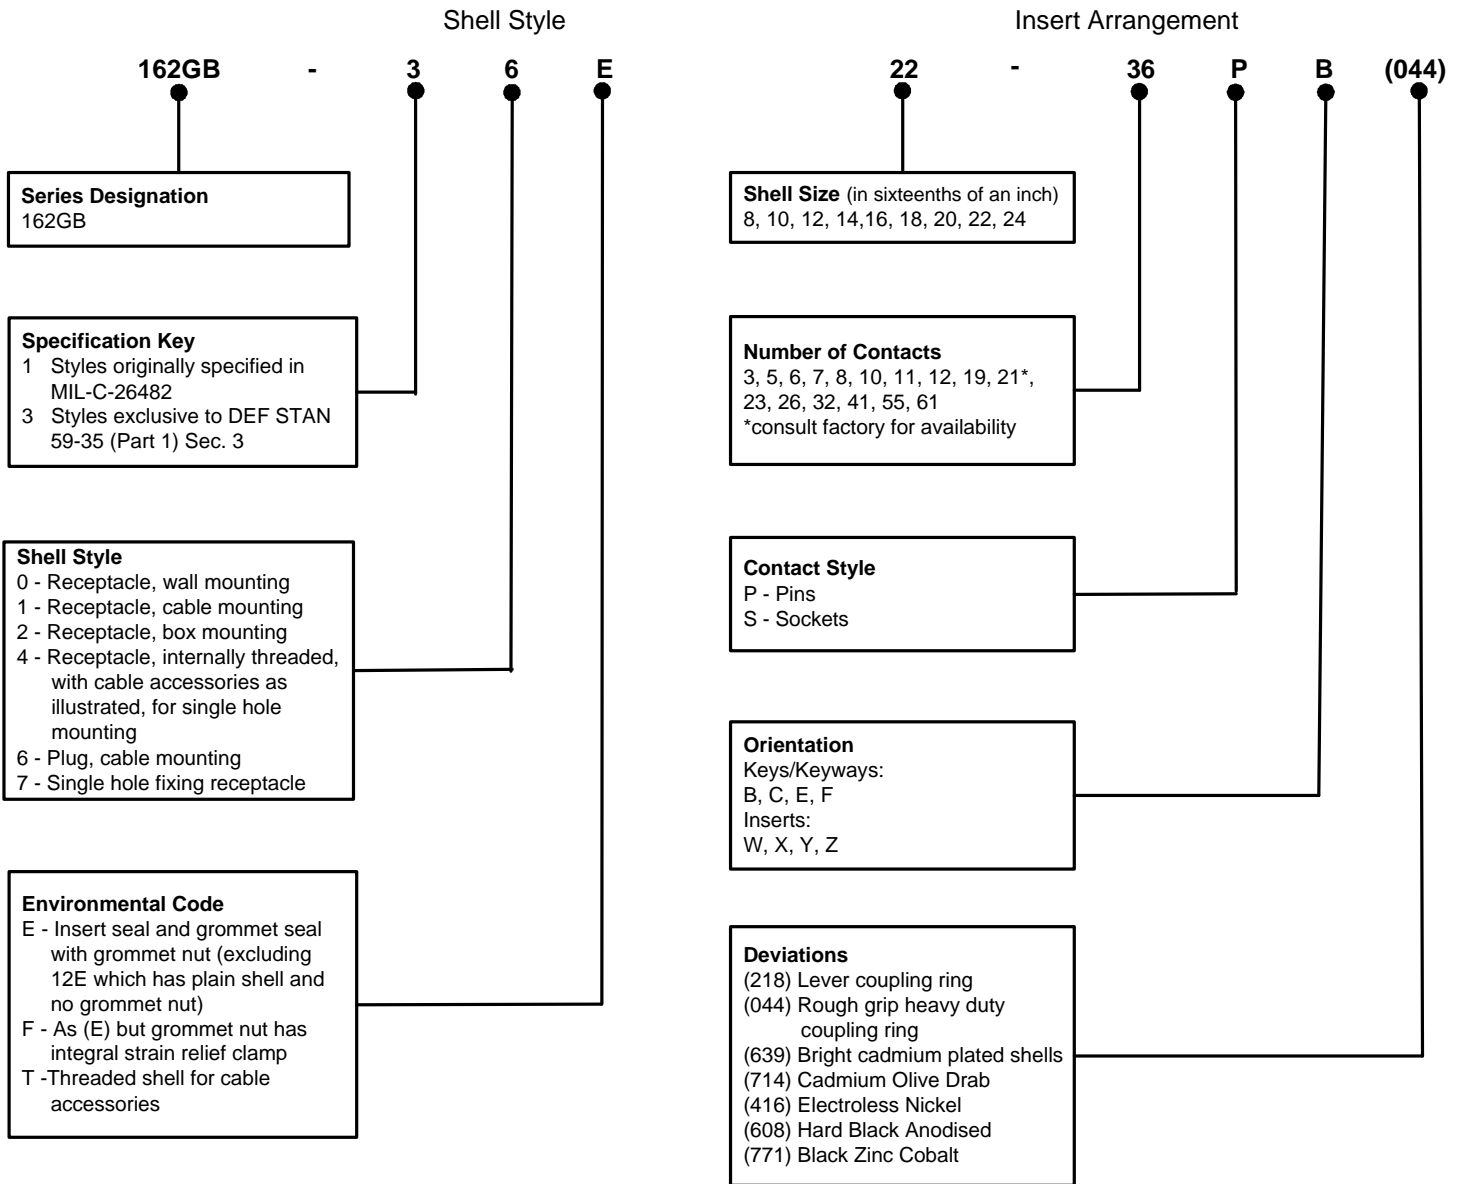 Shell Style
Insert Arrangement
162GB - 3 6 E 22 - 36 P B (044)
Series Designation
162GB
Specification Key
1 Styles originally specified in
MIL-C-26482
3 Styles exclusive to DEF STAN
59-35 (Part 1) Sec. 3
Shell Style
0 - Receptacle, wall mounting
1 - Receptacle, cable mounting
2 - Receptacle, box mounting
4 - Receptacle, internally threaded,
with cable accessories as
illustrated, for single hole
mounting
6 - Plug, cable mounting
7 - Single hole fixing receptacle
Environmental Code
E - Insert seal and grommet seal
with grommet nut (excluding
12E which has plain shell and
no grommet nut)
F - As (E) but grommet nut has
integral strain relief clamp
T -Threaded shell for cable
accessories
Shell Size (in sixteenths of an inch)
8, 10, 12, 14,16, 18, 20, 22, 24
Number of Contacts
3, 5, 6, 7, 8, 10, 11, 12, 19, 21*,
23, 26, 32, 41, 55, 61
*consult factory for availability
Contact Style
P - Pins
S - Sockets
Orientation
Keys/Keyways:
B, C, E, F
Inserts:
W, X, Y, Z
Deviations
(218) Lever coupling ring
(044) Rough grip heavy duty
coupling ring
(639) Bright cadmium plated shells
(714) Cadmium Olive Drab
(416) Electroless Nickel
(608) Hard Black Anodised
(771) Black Zinc Cobalt